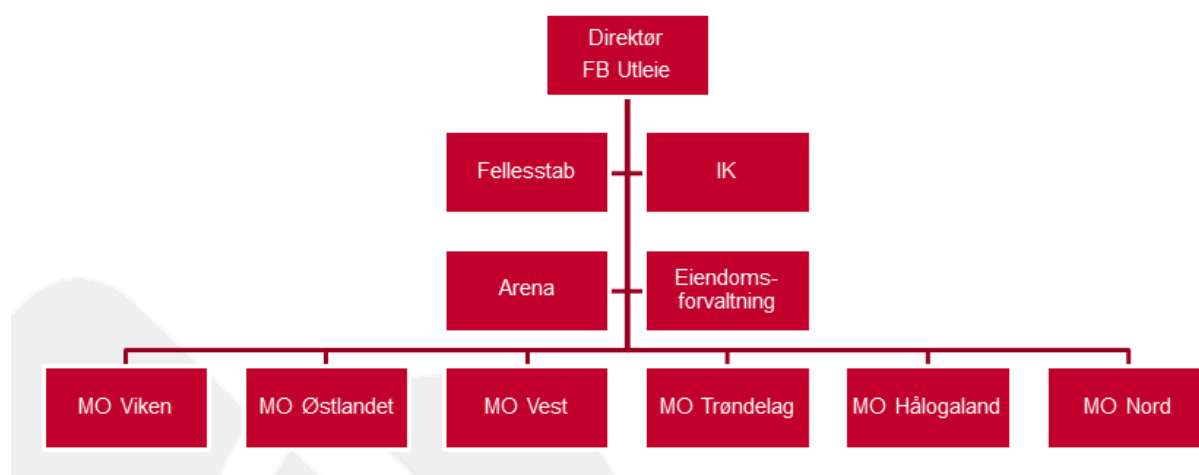 Direktør
FB Utleie
Fellesstab
IK
Arena
Eiendoms-
forvaltning
MO Viken
MO Østlandet
MO Vest
MO Trøndelag
MO Hålogaland
MO Nord